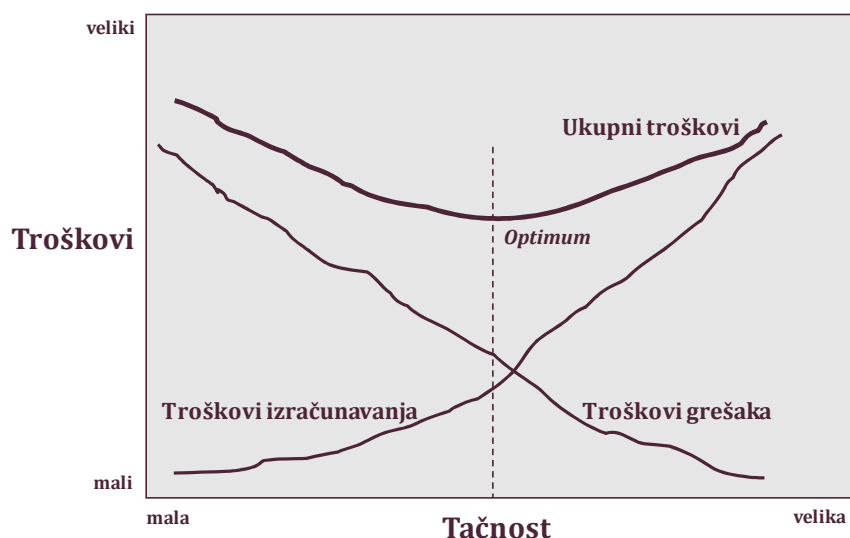 veliki
Ukupni troškovi
Troškovi
Optimum
Troškovi izračunavanja
Troškovi grešaka
mali
mala
Tačnost
velika